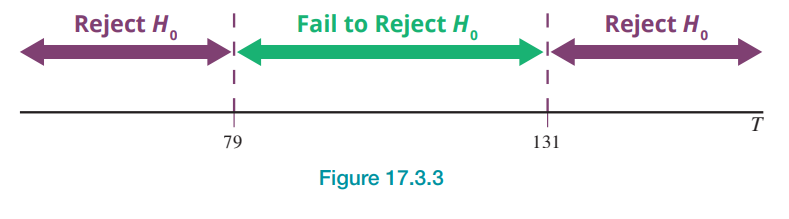 Reject H₀ Fail to Reject H₀ Reject H₀
T
79 131
Figure 17.3.3